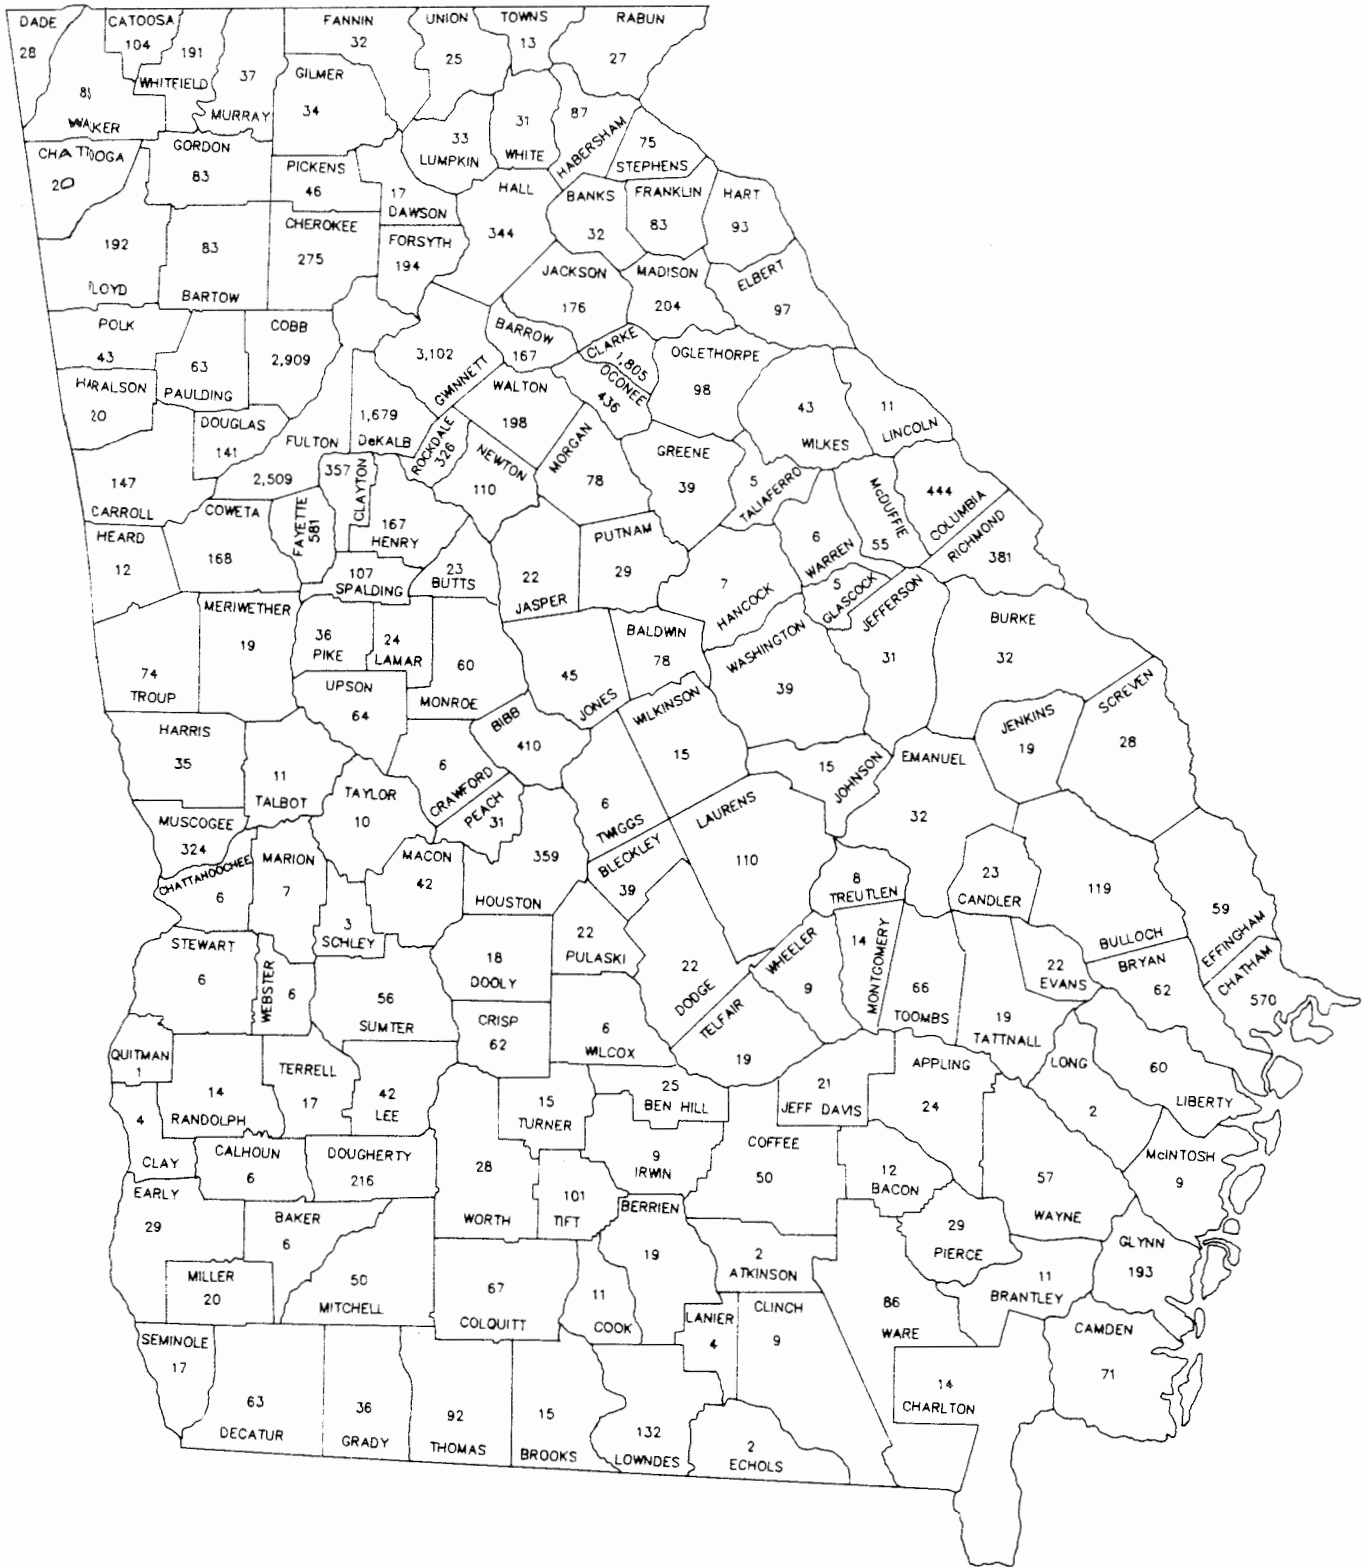 DADE
28
CATOOSA
104
191
WHITFIELD
37
MURRAY
FANNIN
32
UNION
25
TOWNS
13
RABUN
27
WALKER
GILMER
34
33
LUMPKIN
31
WHITE
87
HABERSHAM
75
STEPHENS
CHATTOOGA
20
GORDON
83
PICKENS
46
17
DAWSON
HALL
344
BANKS
32
FRANKLIN
83
HART
93
192
FLOYD
83
BARTOW
CHEROKEE
275
FORSYTH
194
JACKSON
176
MADISON
204
ELBERT
97
POLK
43
63
PAULDING
COBB
2,909
3,102
GWINNETT
BARROW
167
CLARKE
1,805
OCONEE
436
OGLETHORPE
98
HARALSON
20
DOUGLAS
141
FULTON
2,509
1,679
DeKALB
ROCKDALE
326
WALTON
198
NEWTON
110
MORGAN
78
GREENE
39
43
WILKES
11
LINCOLN
5
TALIAFERRO
147
CARROLL
COWETA
168
FAYETTE
581
357
CLAYTON
167
HENRY
6
WARREN
McDUFFIE
55
444
COLUMBIA
RICHMOND
381
HEARD
12
107
SPALDING
23
BUTTS
22
JASPER
PUTNAM
29
7
HANCOCK
5
GLASCOCK
JEFFERSON
31
BURKE
32
74
TROUP
MERIWETHER
19
36
PIKE
24
LAMAR
60
MONROE
45
JONES
BALDWIN
78
WASHINGTON
39
UPSON
64
HARRIS
35
11
TALBOT
TAYLOR
10
6
CRAWFORD
BIBB
410
PEACH
31
WILKINSON
15
6
TWIGGS
15
JOHNSON
EMANUEL
32
JENKINS
19
SCREVEN
28
MUSCOGEE
324
CHATTAHOOCHEE
6
MARION
7
3
SCHLEY
MACON
42
359
HOUSTON
BLECKLEY
39
LAURENS
110
8
TREUTLEN
23
CANDLER
119
BULLOCH
59
EFFINGHAM
STEWART
6
WEBSTER
6
56
SUMTER
18
DOOLY
22
PULASKI
22
DODGE
WHEELER
9
14
MONTGOMERY
66
TOOMBS
19
TATTNALL
22
EVANS
BRYAN
62
CHATHAM
570
CRISP
62
6
WILCOX
TELFAIR
19
QUITMAN
1
14
RANDOLPH
TERRELL
17
42
LEE
15
TURNER
25
BEN HILL
21
JEFF DAVIS
APPLING
24
LONG
2
60
LIBERTY
4
CLAY
CALHOUN
6
DOUGHERTY
216
28
WORTH
101
TIFT
9
IRWIN
COFFEE
50
12
BACON
57
WAYNE
McINTOSH
9
EARLY
29
BAKER
6
MILLER
20
50
MITCHELL
67
COLQUITT
11
COOK
BERRIEN
19
2
ATKINSON
29
PIERCE
11
BRANTLEY
GLYNN
193
SEMINOLE
17
63
DECATUR
36
GRADY
92
THOMAS
15
BROOKS
132
LOWNDES
LANIER
4
CLINCH
9
2
ECHOLS
86
WARE
14
CHARLTON
CAMDEN
71